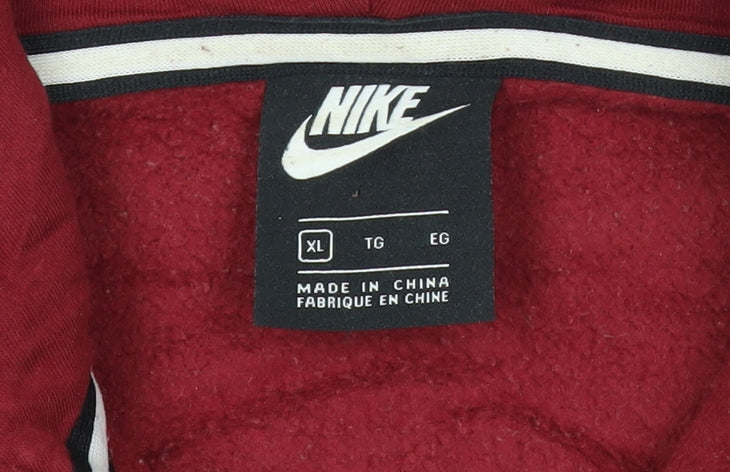 NIKE
XL TG EG
MADE IN CHINA
FABRIQUE EN CHINE